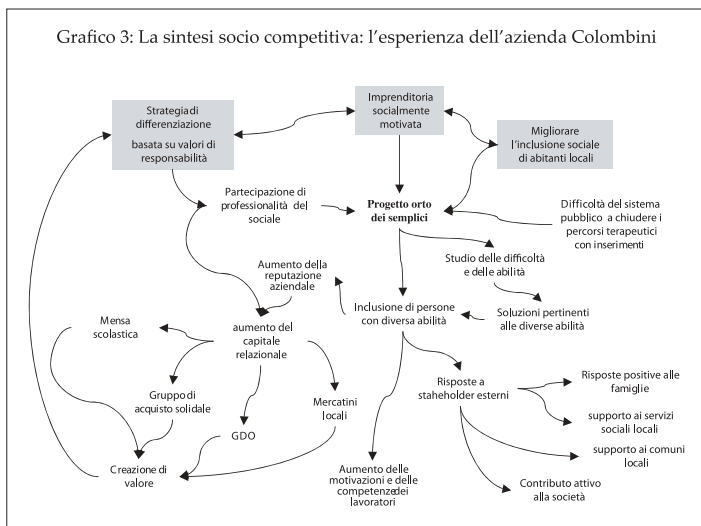 Grafico 3: La sintesi socio competitiva: l'esperienza dell'azienda Colombini
Strategia di
differenziazione
basata su valori di
responsabilità
Imprenditoria
socialmente
motivata
Migliorare
l'inclusione sociale
di abitanti locali
Partecipazione di
professionalità del
sociale
Progetto orto
dei semplici
Difficoltà del sistema
pubblico a chiudere i
percorsi terapeutici
con inserimenti
Studio delle difficoltà
e delle abilità
Aumento della
reputazione
aziendale
Inclusione di persone
con diversa abilità
Soluzioni pertinenti
alle diverse abilità
Mensa
scolastica
aumento del
capitale
relazionale
Gruppo di
acquisto solidale
Mercatini
locali
GDO
Creazione di
valore
Risposte a
staheholder esterni
Risposte positive alle
famiglie
supporto ai servizi
sociali locali
supporto ai comuni
locali
Aumento delle
motivazioni e delle
competenze dei
lavoratori
Contributo attivo
alla società